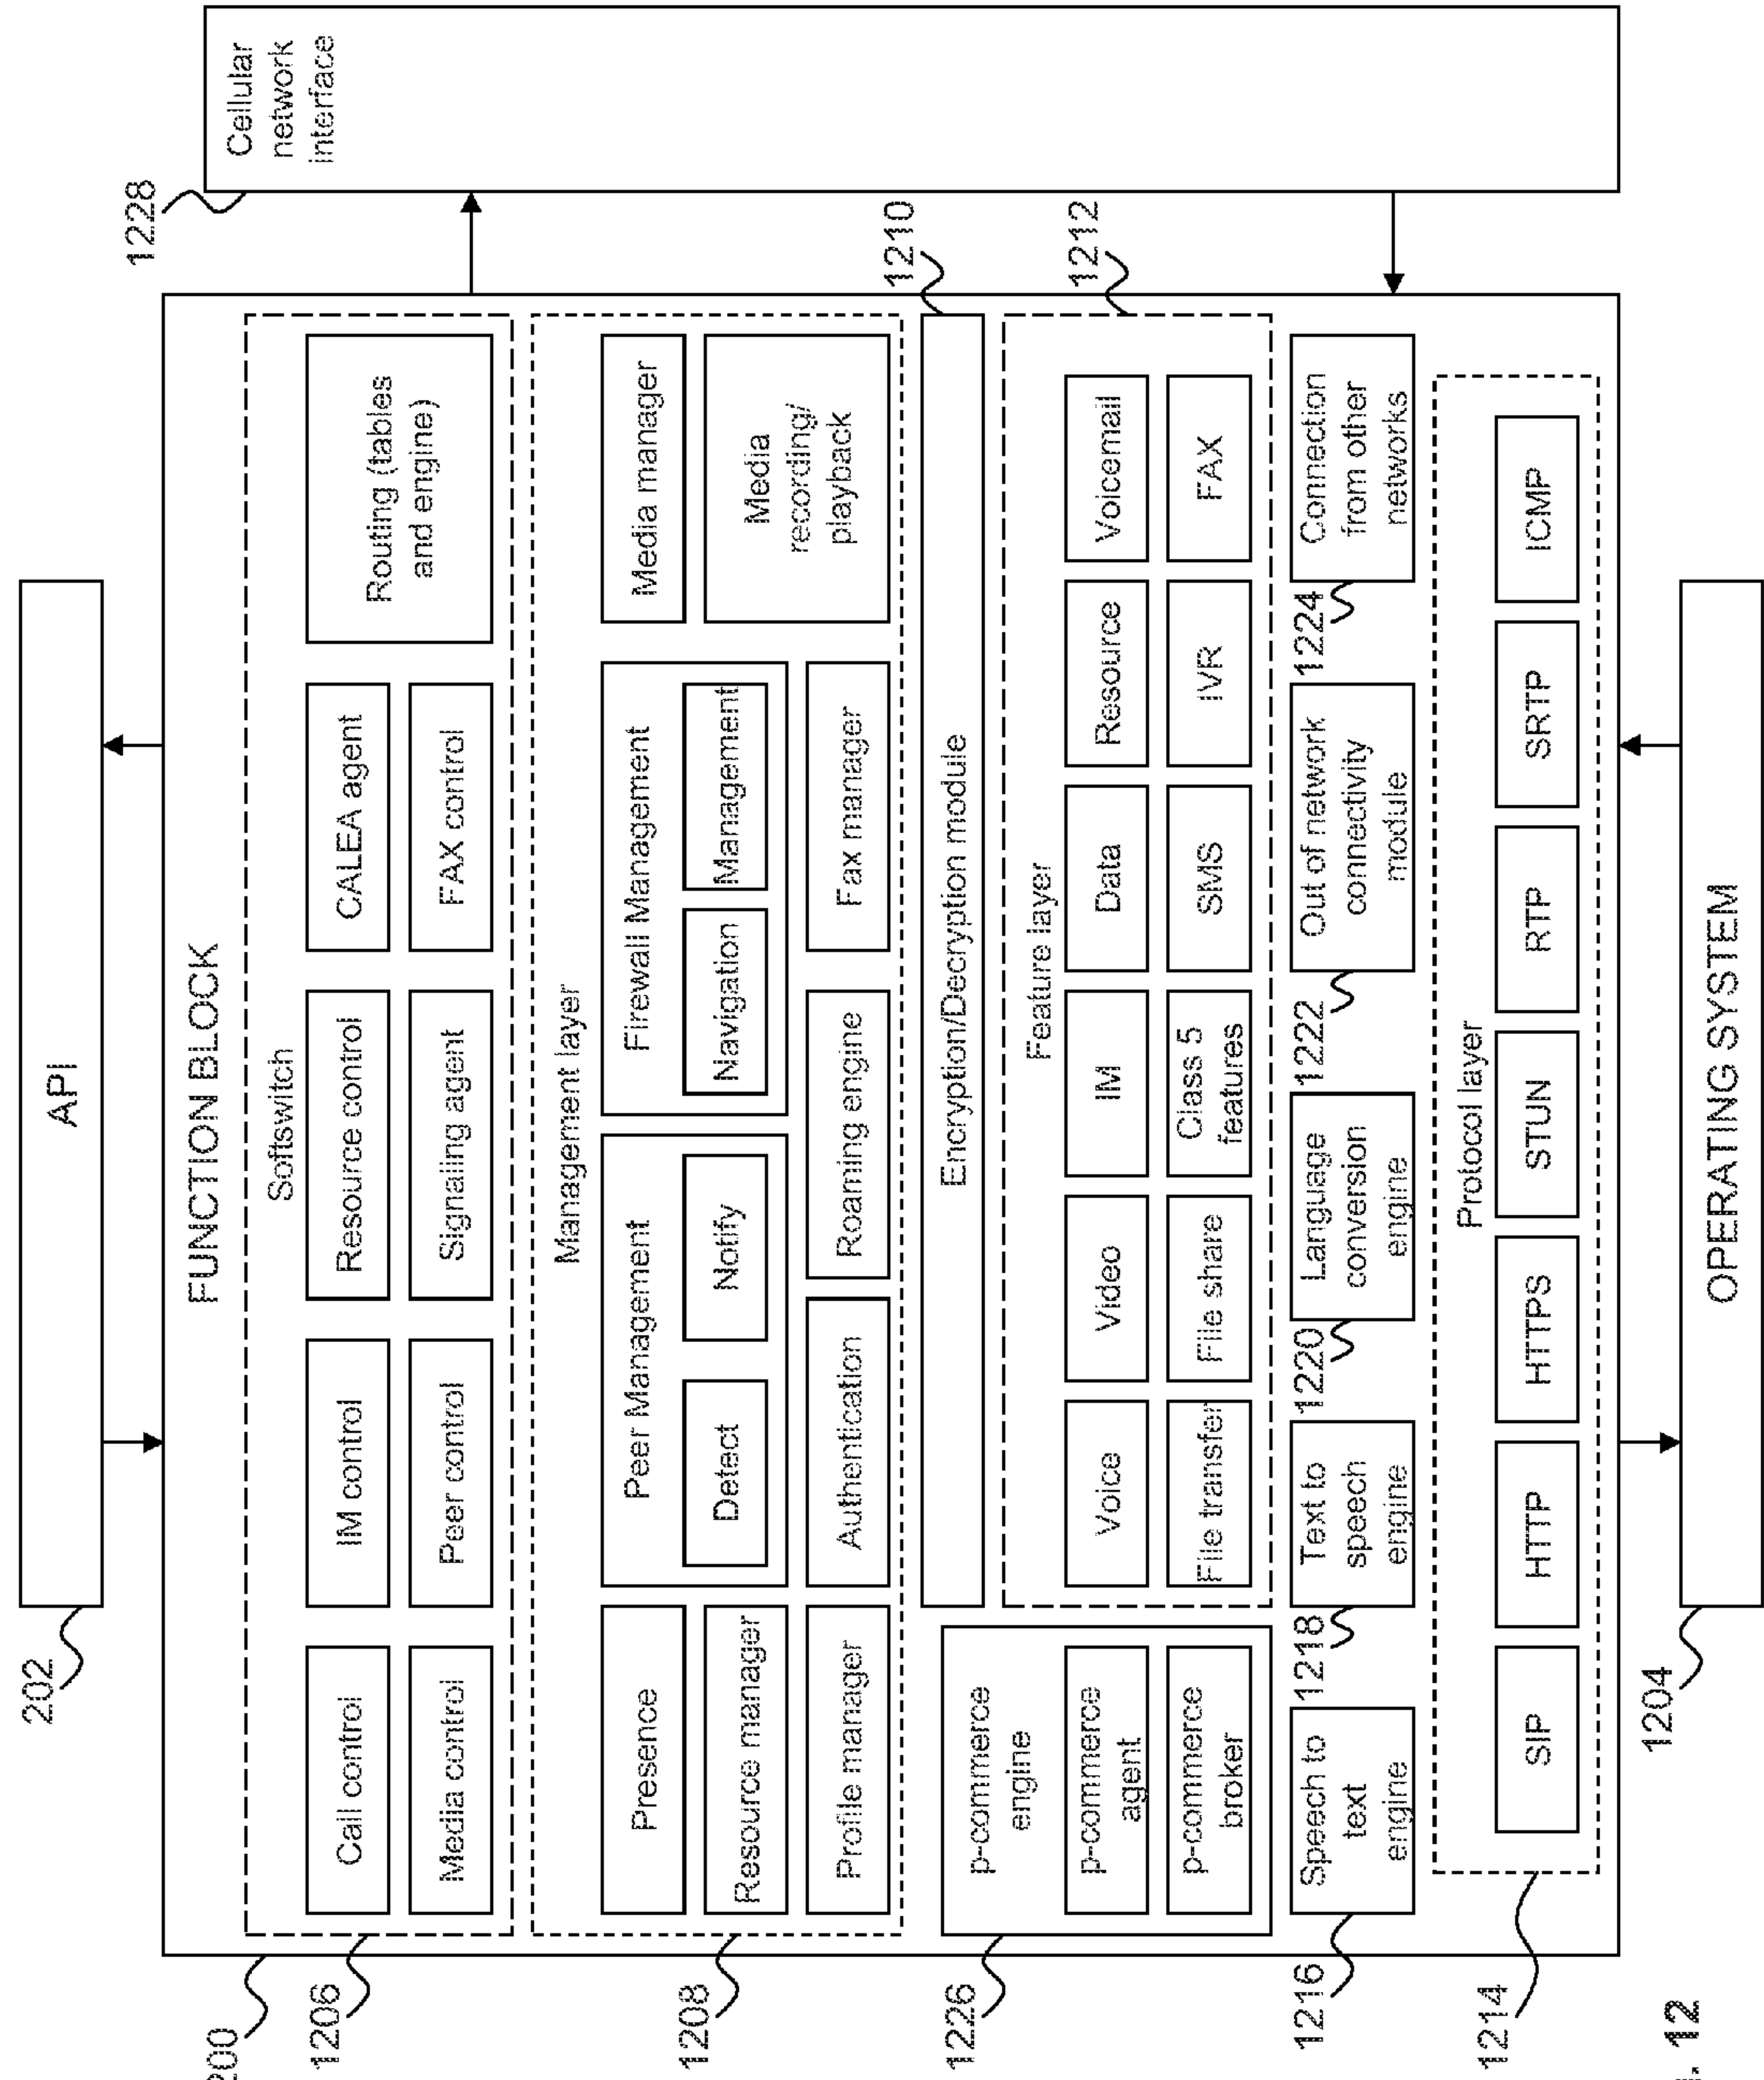 202
API
FUNCTION BLOCK
1206
Softswitch
Call control
IM control
Resource control
CALEA agent
Routing (tables
and engine)
Media control
Peer control
Signaling agent
FAX control
1208
Management layer
Presence
Peer Management
Detect
Notify
Firewall Management
Navigation
Management
Media manager
Resource manager
Media
recording/
playback
Profile manager
Authentication
Roaming engine
Fax manager
1226
p-commerce
engine
p-commerce
agent
p-commerce
broker
Encryption/Decryption module
1210
Feature layer
1212
Voice
Video
IM
Data
Resource
Voicemail
File transfer
File share
Class 5
features
SMS
IVR
FAX
1216
Speech to
text
engine
1218
Text to
speech
engine
1220
Language
conversion
engine
1222
Out of network
connectivity
module
1224
Connection
from other
networks
1214
Protocol layer
SIP
HTTP
HTTPS
STUN
RTP
SRTP
ICMP
1204
OPERATING SYSTEM
1228
Cellular
network
interface
12